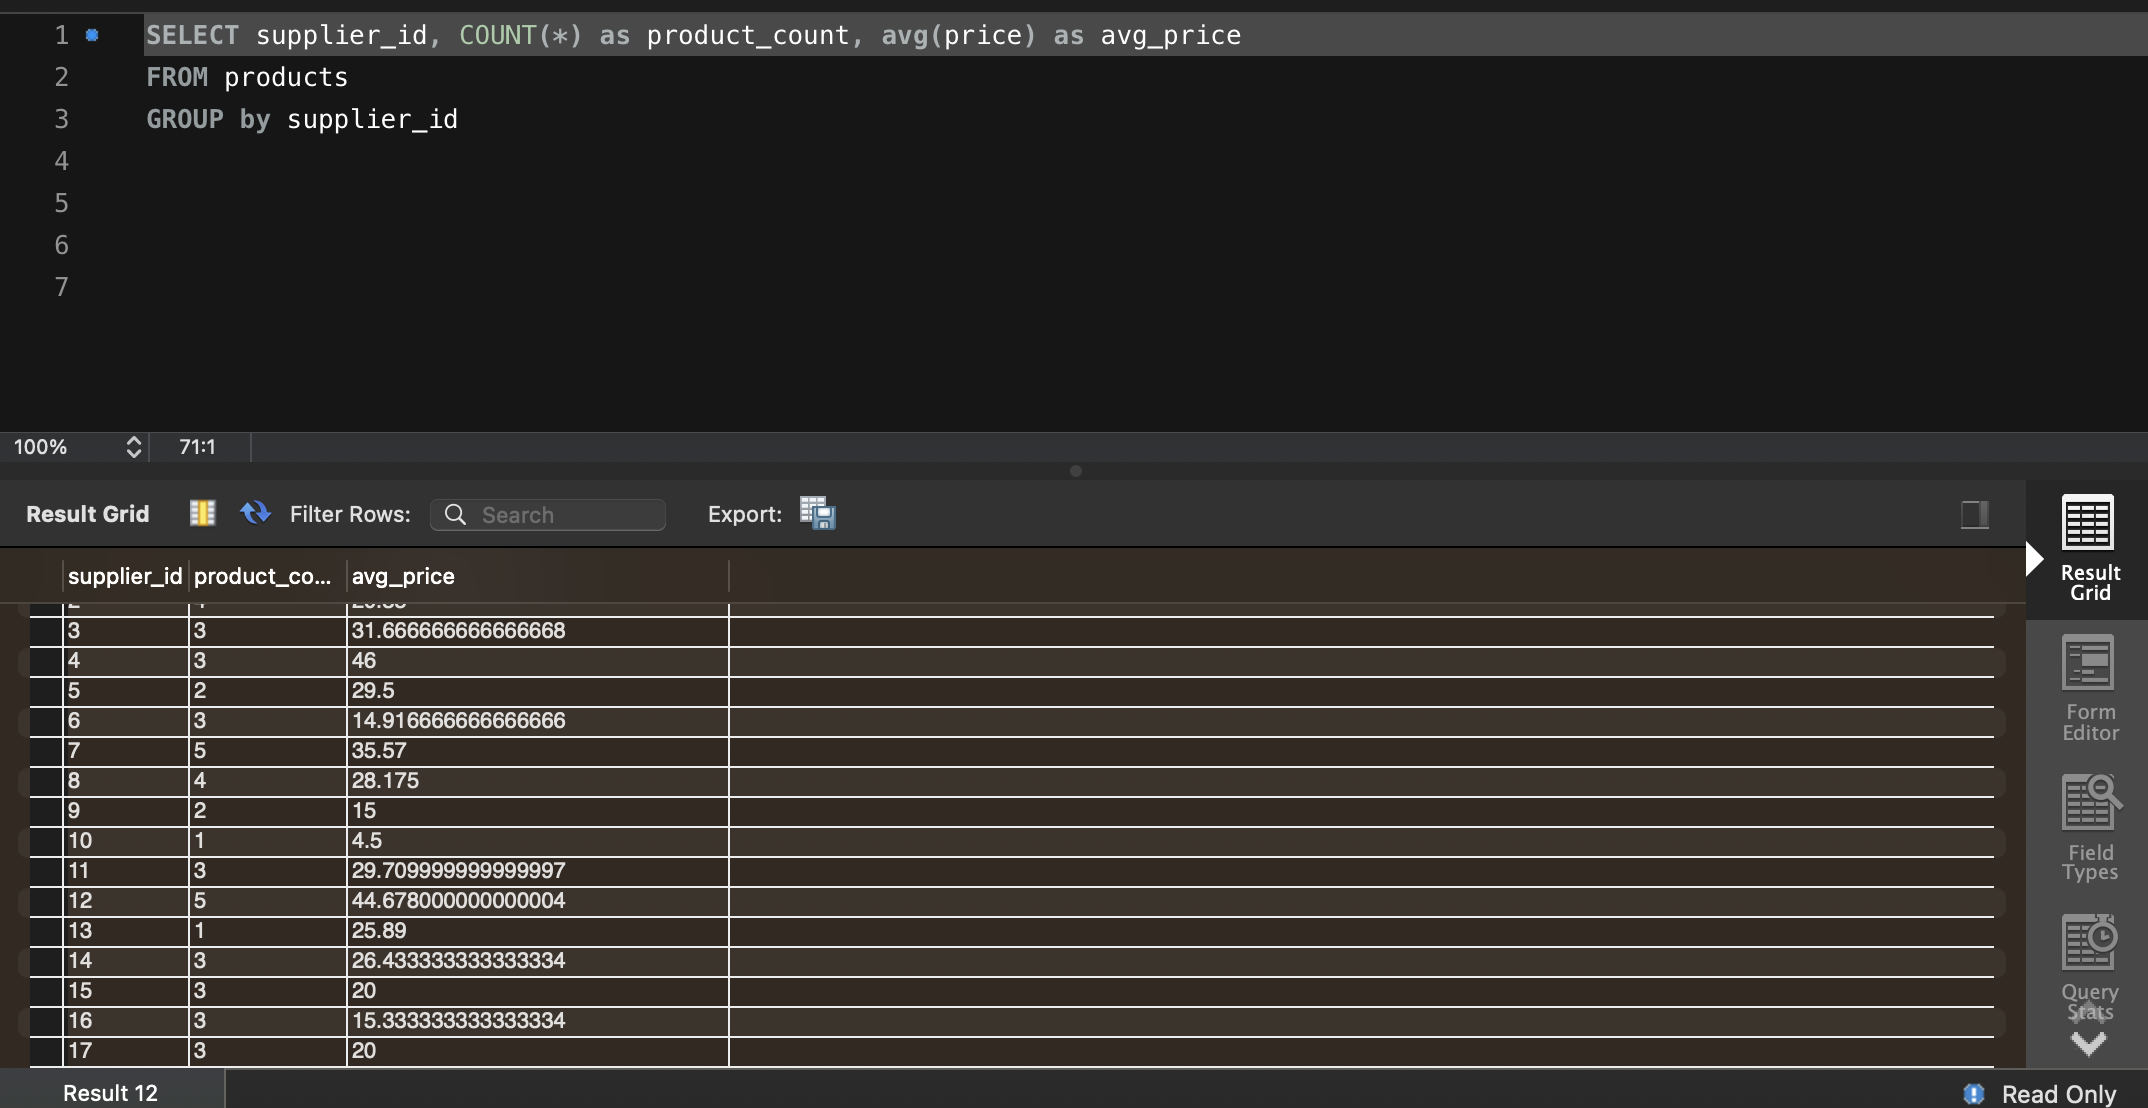 1 SELECT supplier_id, COUNT(*) as product_count, avg(price) as avg_price
2 FROM products
3 GROUP by supplier_id
4
5
6
7
100% 71:1
Result Grid Filter Rows: Search Export:
supplier_id product_co... avg_price
3 3 31.666666666666668
4 3 46
5 2 29.5
6 3 14.916666666666666
7 5 35.57
8 4 28.175
9 2 15
10 1 4.5
11 3 29.709999999999997
12 5 44.678000000000004
13 1 25.89
14 3 26.433333333333334
15 3 20
16 3 15.333333333333334
17 3 20
Result
Grid
Form
Editor
Field
Types
Query
Stats
Result 12 Read Only